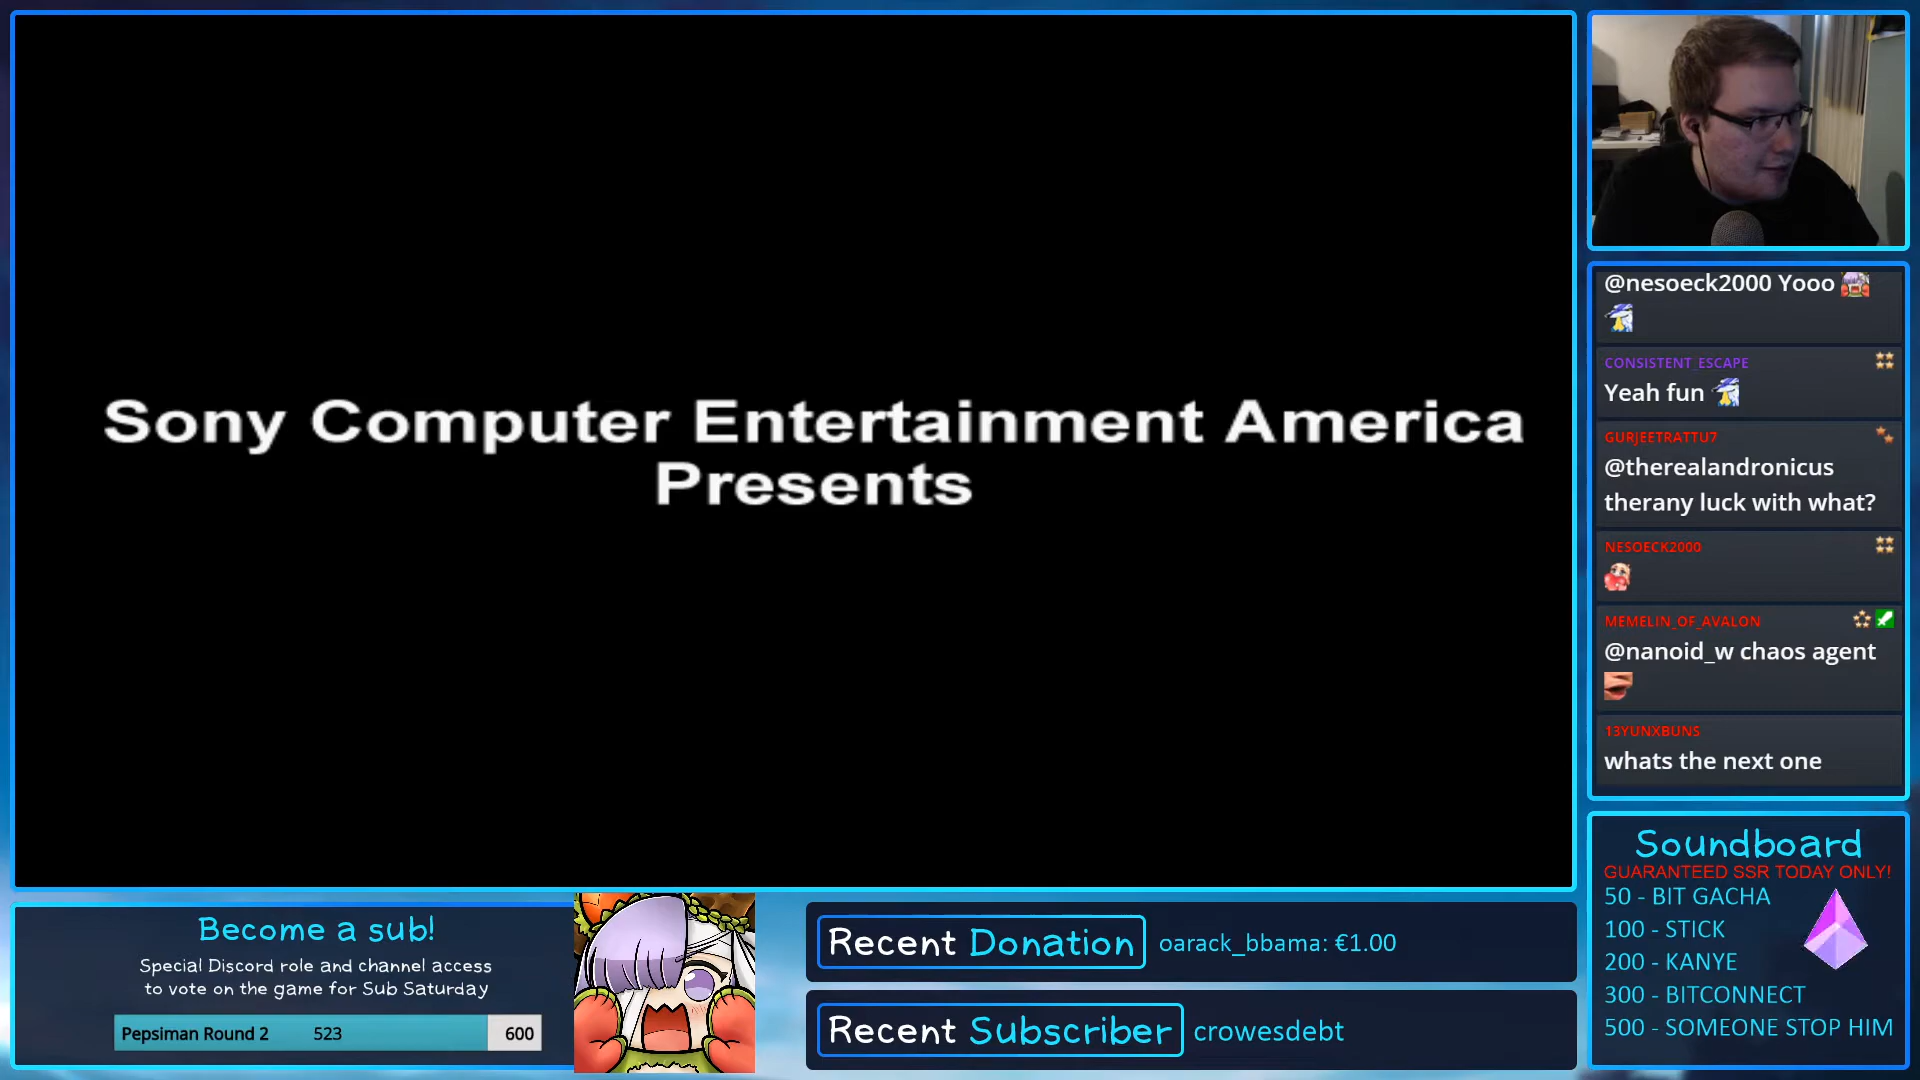 Sony Computer Entertainment America
Presents
@nesoeck2000 Yooo
CONSISTENT_ESCAPE
Yeah fun
GURJEETRATTU7
@therealandronicus
therany luck with what?
NESOECK2000
MEMELIN_OF_AVALON
@nanoid_w chaos agent
13YUNXBUNS
whats the next one
Soundboard
GUARANTEED SSR TODAY ONLY!
50 - BIT GACHA
100 - STICK
200 - KANYE
300 - BITCONNECT
500 - SOMEONE STOP HIM
Become a sub!
Special Discord role and channel access
to vote on the game for Sub Saturday
Pepsiman Round 2 523 600
Recent Donation oarack_bbama: €1.00
Recent Subscriber crowesdebt